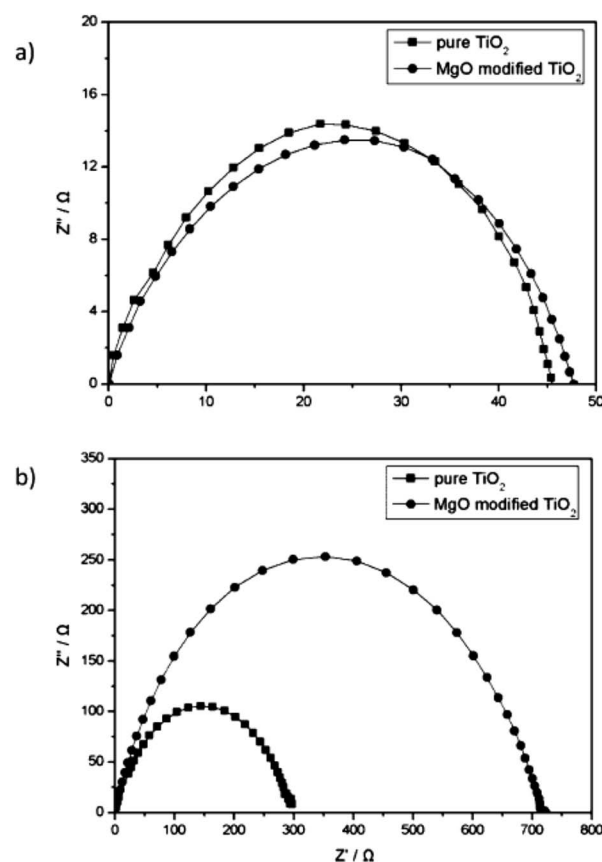 a)
20
16
12
8
4
0
Z" / Ω
pure TiO₂
MgO modified TiO₂
0 10 20 30 40 50
b)
350
300
250
200
150
100
50
0
Z" / Ω
pure TiO₂
MgO modified TiO₂
0 100 200 300 400 500 600 700 800
Z' / Ω